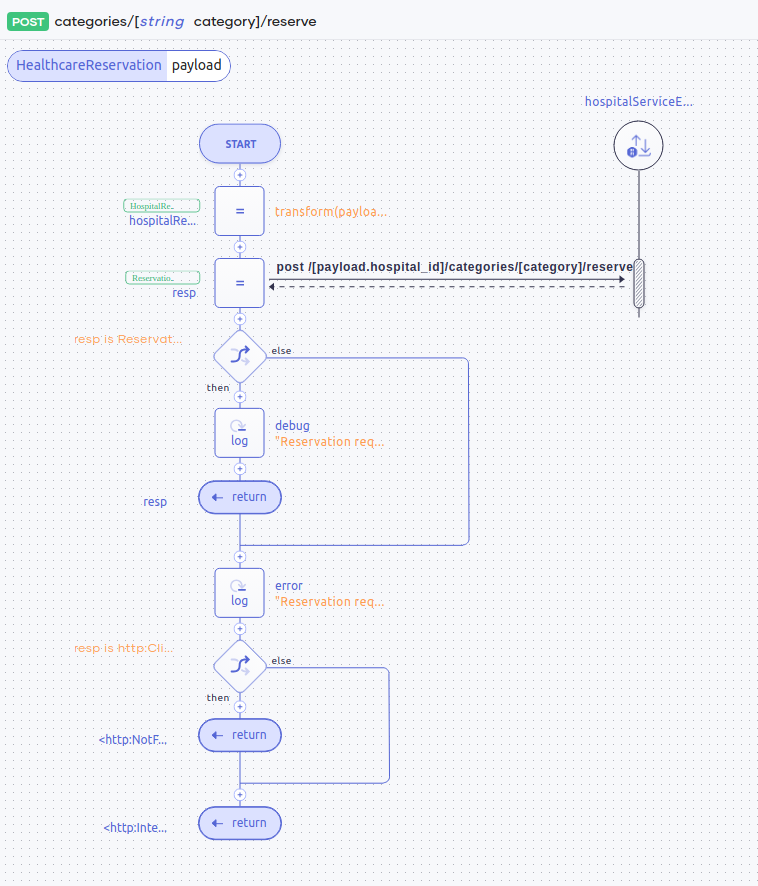 POST categories/[string category]/reserve
HealthcareReservation payload
hospitalServiceE...
START
HospitalRe..
hospitalRe...
=
transform(payloa...
post /[payload.hospital_id]/categories/[category]/reserve
Reservatio..
resp
=
resp is Reservat...
else
then
log
debug
"Reservation req...
resp
return
log
error
"Reservation req...
resp is http:Cli...
else
then
<http:NotF...
return
<http:Inte...
return